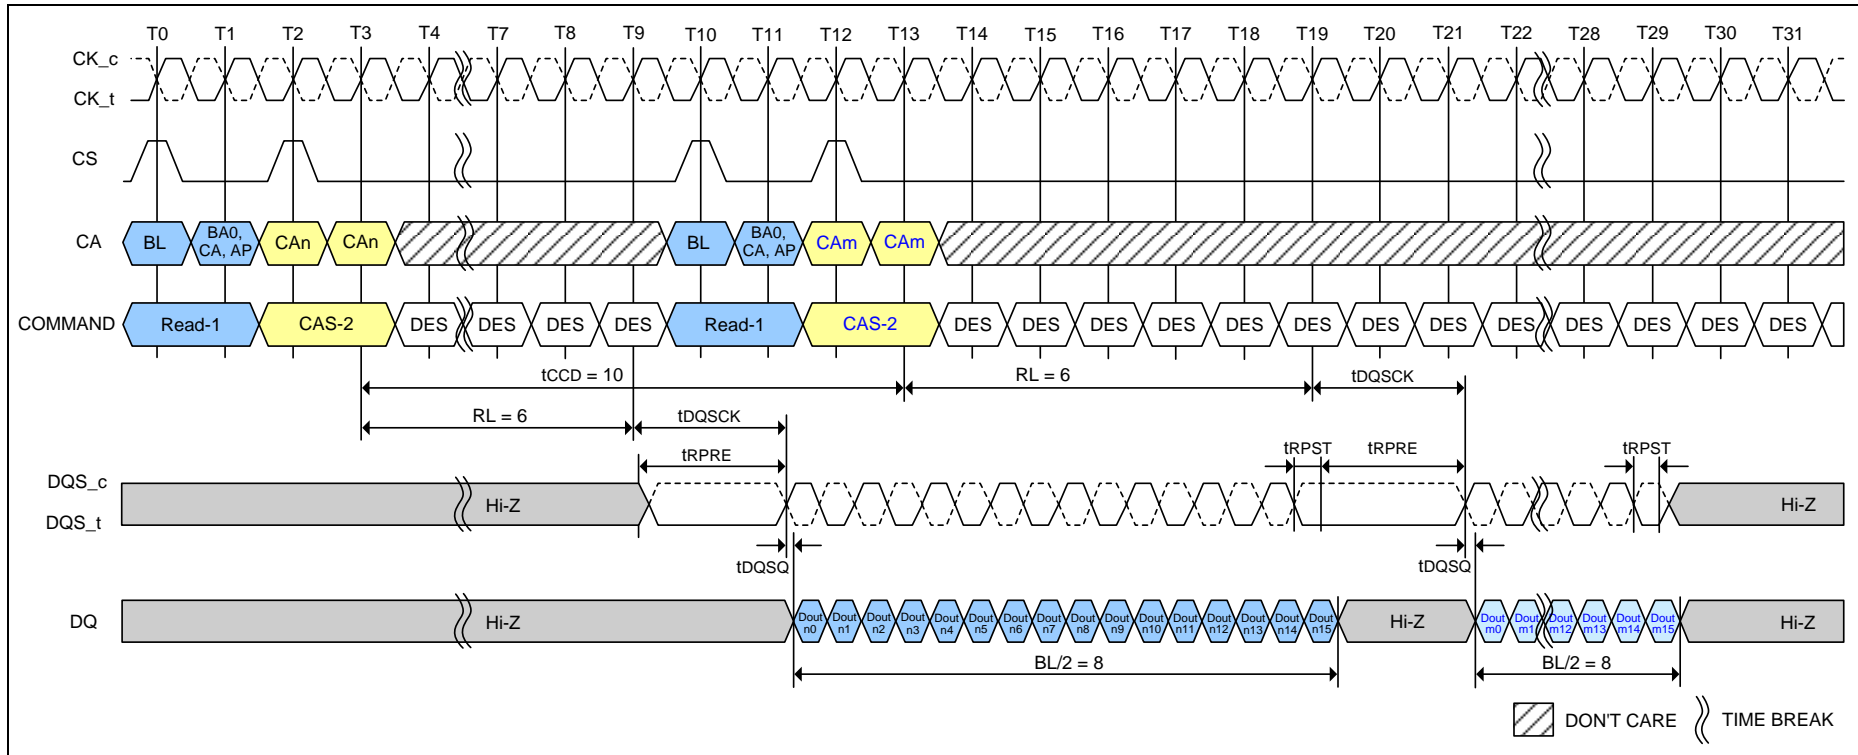 T0 T1 T2 T3 T4 T7 T8 T9 T10 T11 T12 T13 T14 T15 T16 T17 T18 T19 T20 T21 T22 T28 T29 T30 T31
CK_c
CK_t
CS
CA BL BA0, CA, AP CAn CAn BL BA0, CA, AP CAm CAm
COMMAND Read-1 CAS-2 DES DES DES DES Read-1 CAS-2 DES DES DES DES DES DES DES DES DES DES DES DES DES
tCCD = 10 RL = 6 tDQSCK
RL = 6 tDQSCK
tRPRE tRPST tRPRE tRPST
DQS_c
DQS_t
Hi-Z Hi-Z
tDQSQ tDQSQ
DQ Hi-Z Dout n0 Dout n1 Dout n2 Dout n3 Dout n4 Dout n5 Dout n6 Dout n7 Dout n8 Dout n9 Dout n10 Dout n11 Dout n12 Dout n13 Dout n14 Dout n15 Hi-Z Dout m0 Dout m1 Dout m12 Dout m13 Dout m14 Dout m15 Hi-Z
BL/2 = 8 BL/2 = 8
DON'T CARE TIME BREAK